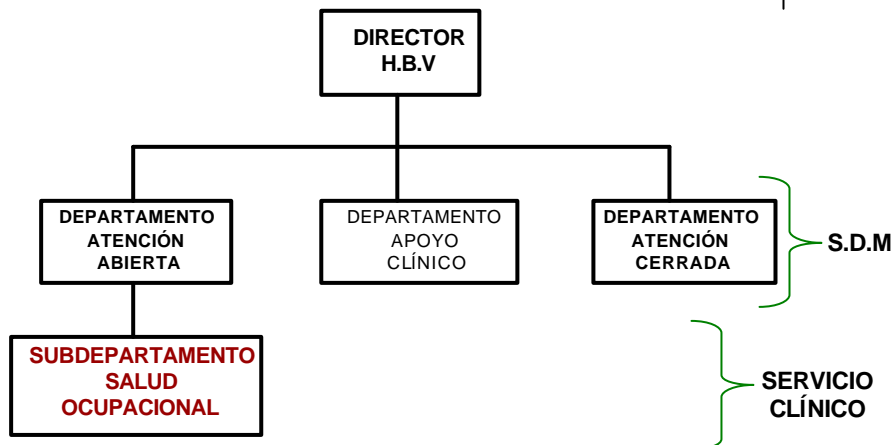 DIRECTOR
H.B.V
DEPARTAMENTO
ATENCIÓN
ABIERTA
DEPARTAMENTO
APOYO
CLÍNICO
DEPARTAMENTO
ATENCIÓN
CERRADA
S.D.M
SUBDEPARTAMENTO
SALUD
OCUPACIONAL
SERVICIO
CLÍNICO